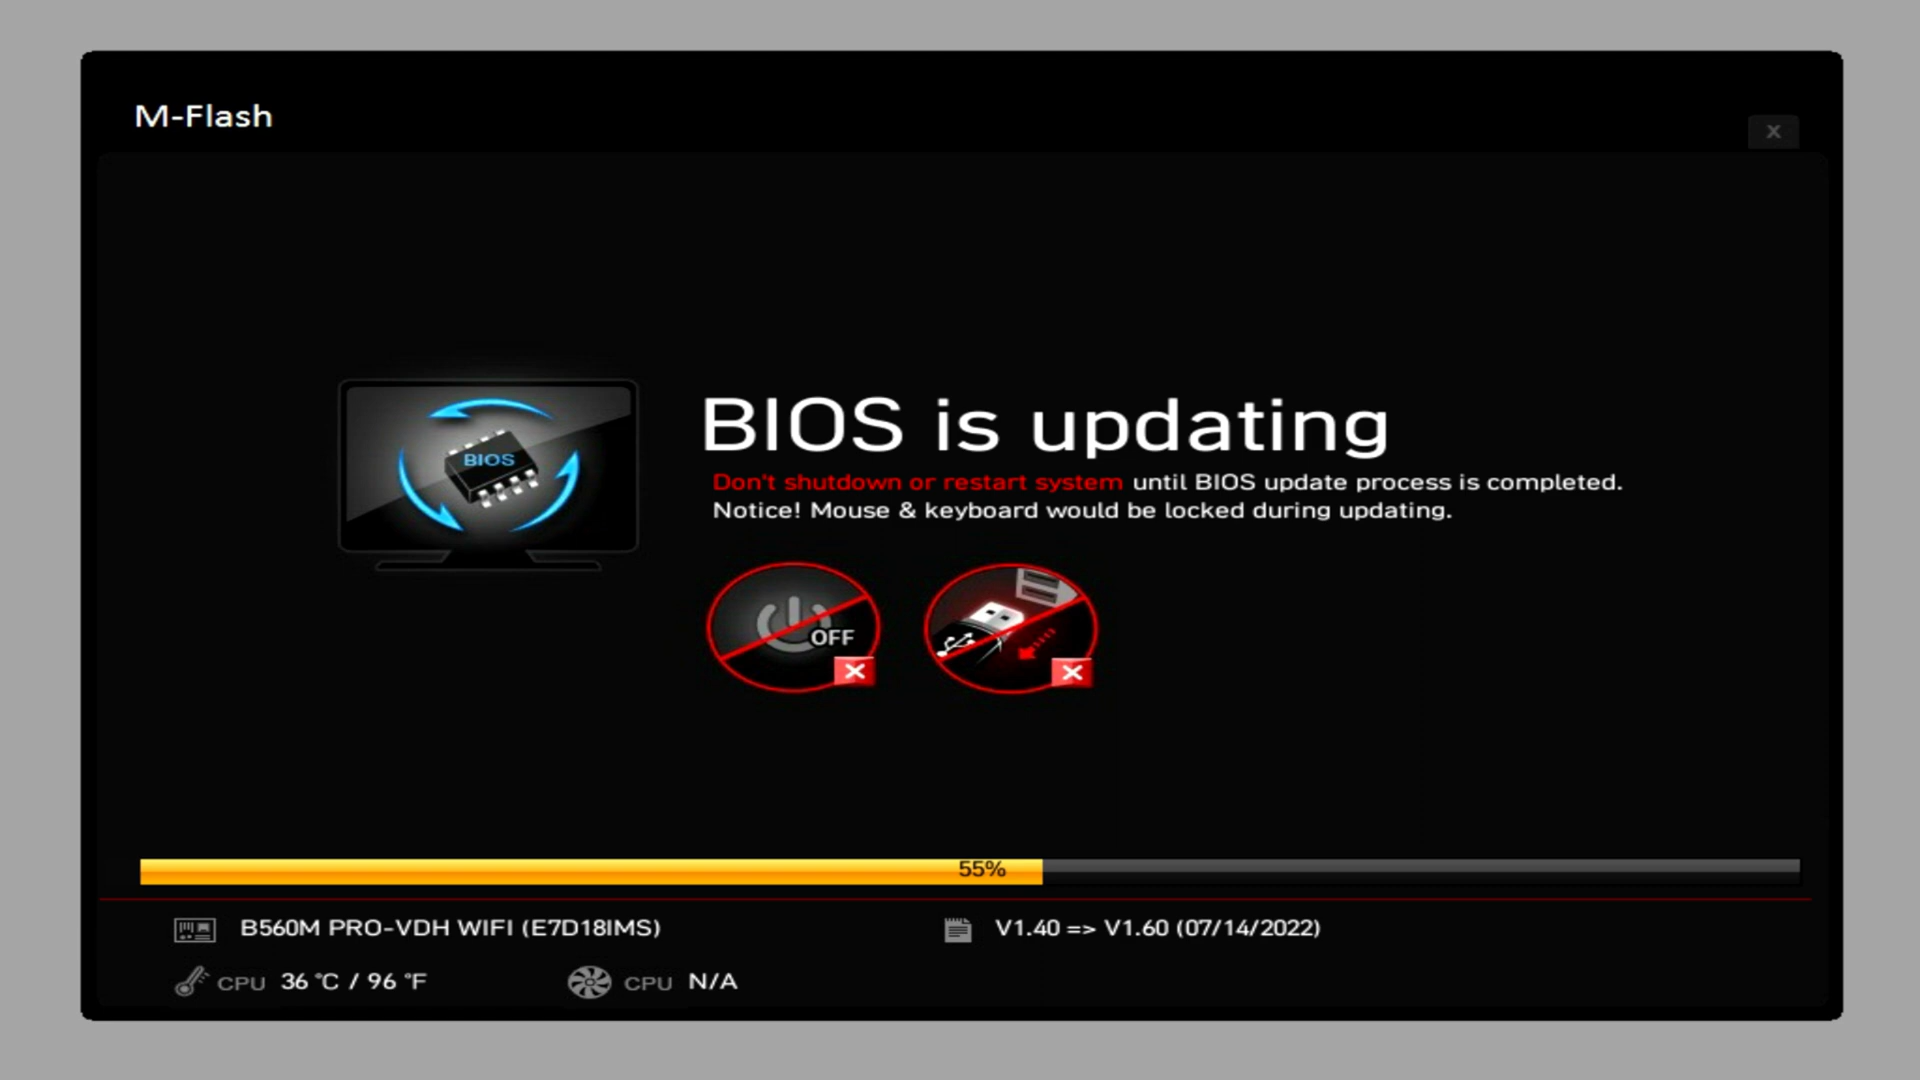 M-Flash
x
BIOS
BIOS is updating
Don't shutdown or restart system until BIOS update process is completed.
Notice! Mouse & keyboard would be locked during updating.
OFF
55%
B560M PRO-VDH WIFI (E7D18IMS)
V1.40 => V1.60 (07/14/2022)
CPU 36 °C / 96 °F
CPU N/A